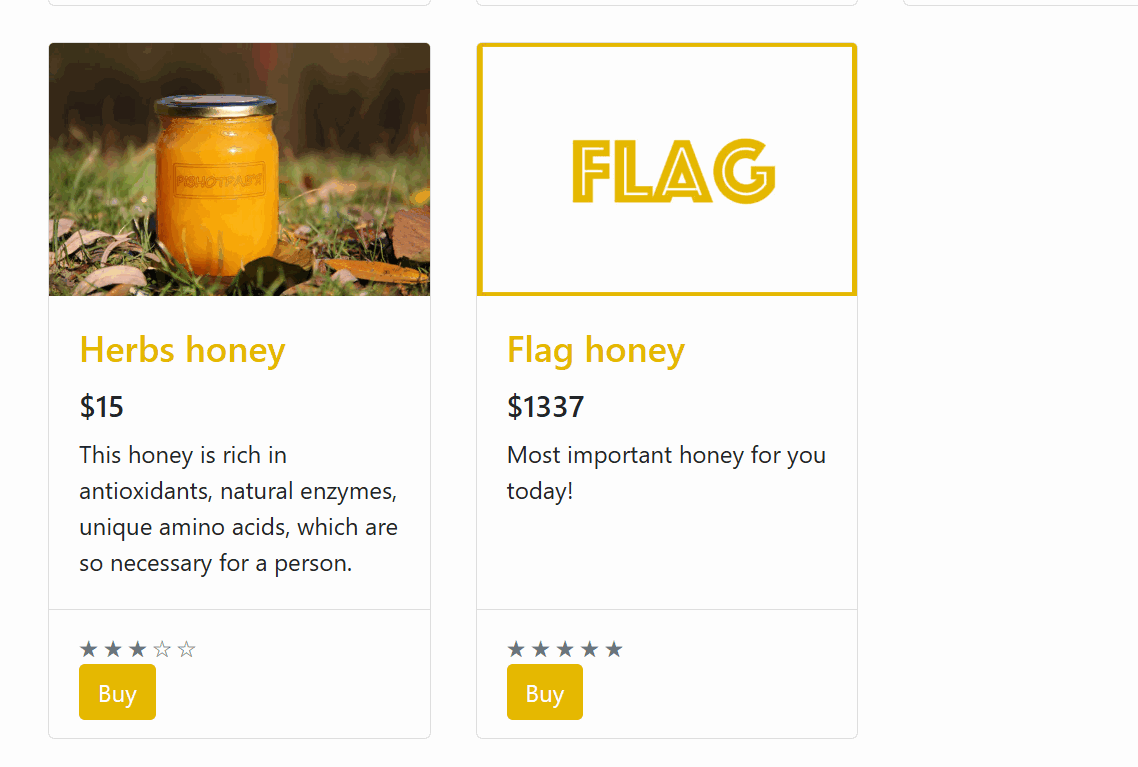 FLAG
Herbs honey
$15
This honey is rich in
antioxidants, natural enzymes,
unique amino acids, which are
so necessary for a person.
★ ★ ★ ☆ ☆
Buy
Flag honey
$1337
Most important honey for you
today!
★ ★ ★ ★ ★
Buy